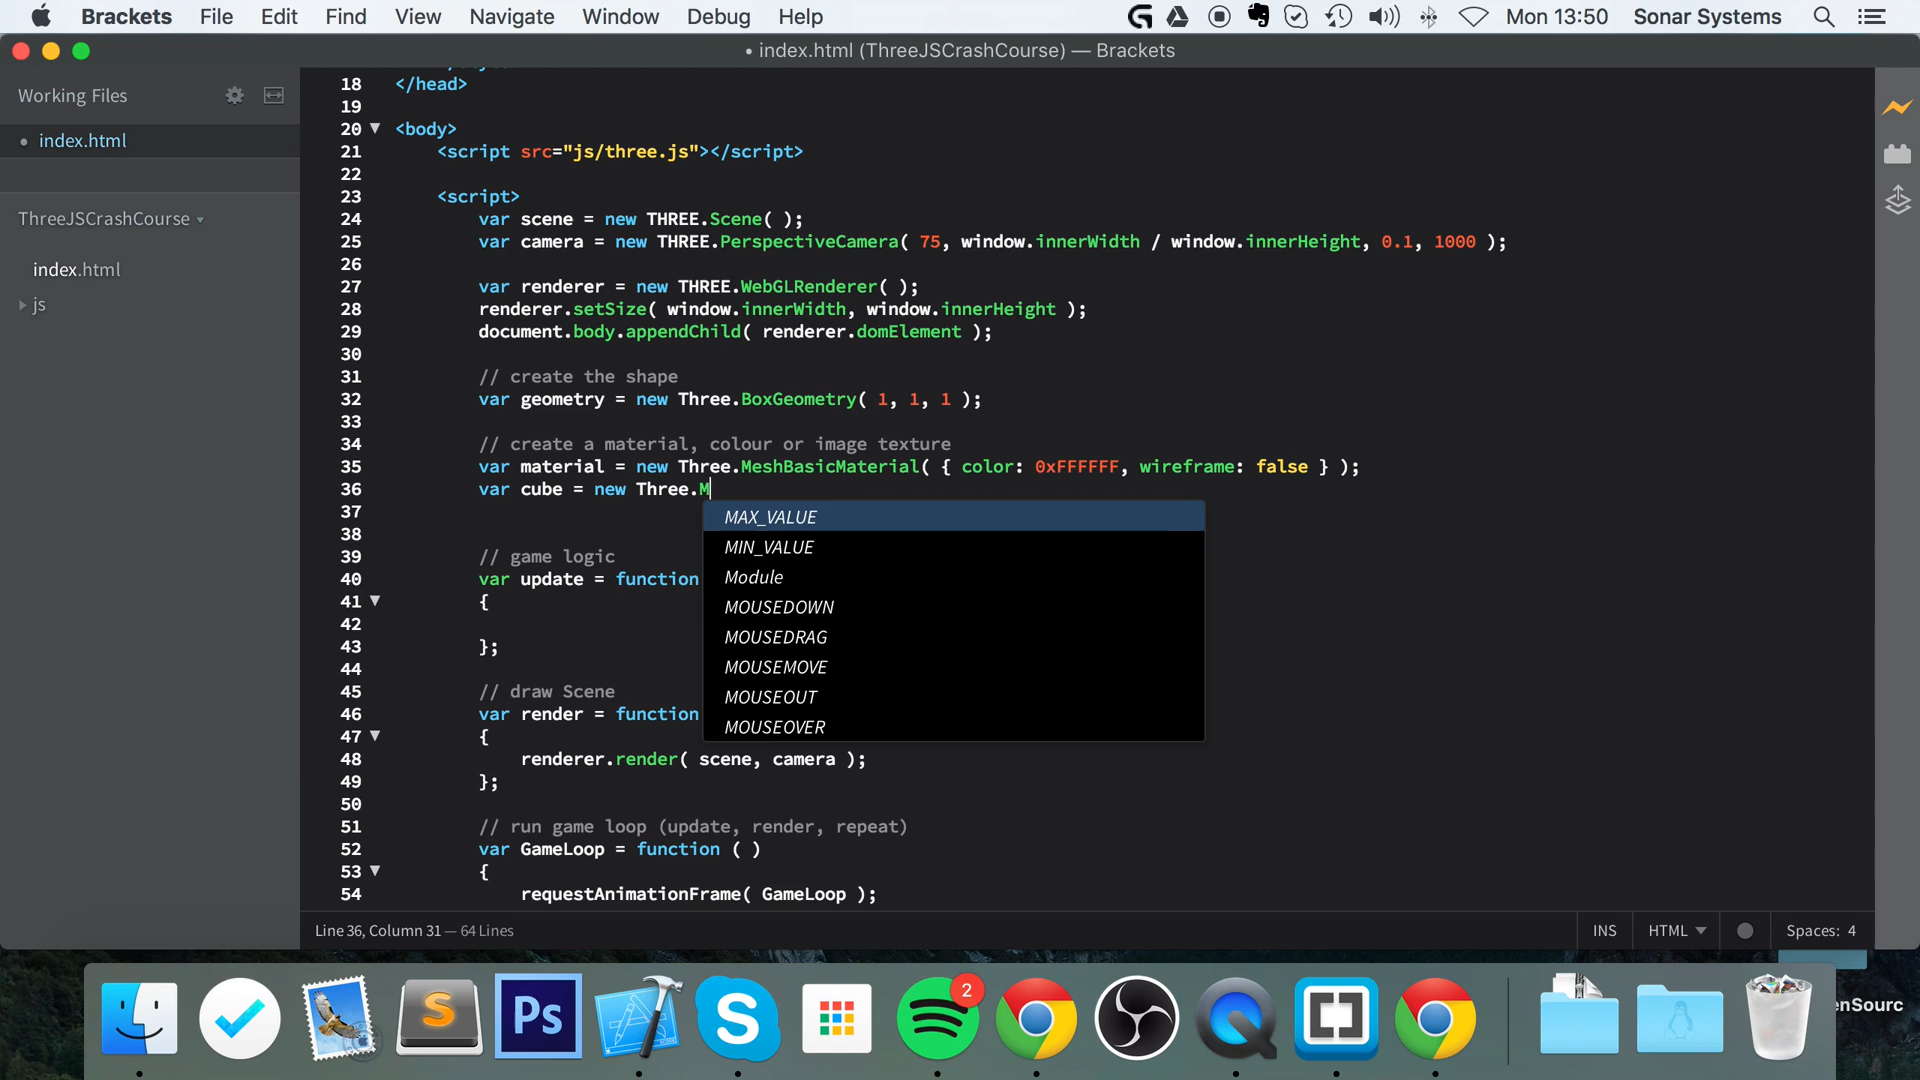 Brackets File Edit Find View Navigate Window Debug Help Mon 13:50 Sonar Systems
• index.html (ThreeJSCrashCourse) — Brackets
Working Files
• index.html
ThreeJSCrashCourse
index.html
js
18 </head>
19
20 <body>
21 <script src="js/three.js"></script>
22
23 <script>
24 var scene = new THREE.Scene( );
25 var camera = new THREE.PerspectiveCamera( 75, window.innerWidth / window.innerHeight, 0.1, 1000 );
26
27 var renderer = new THREE.WebGLRenderer( );
28 renderer.setSize( window.innerWidth, window.innerHeight );
29 document.body.appendChild( renderer.domElement );
30
31 // create the shape
32 var geometry = new Three.BoxGeometry( 1, 1, 1 );
33
34 // create a material, colour or image texture
35 var material = new Three.MeshBasicMaterial( { color: 0xFFFFFF, wireframe: false } );
36 var cube = new Three.M
37
38
39 // game logic
40 var update = function
41 {
42
43 };
44
45 // draw Scene
46 var render = function
47 {
48 renderer.render( scene, camera );
49 };
50
51 // run game loop (update, render, repeat)
52 var GameLoop = function ( )
53 {
54 requestAnimationFrame( GameLoop );
MAX_VALUE
MIN_VALUE
Module
MOUSEDOWN
MOUSEDRAG
MOUSEMOVE
MOUSEOUT
MOUSEOVER
Line 36, Column 31 — 64 Lines INS HTML Spaces: 4
S
Ps
S
2
enSourc